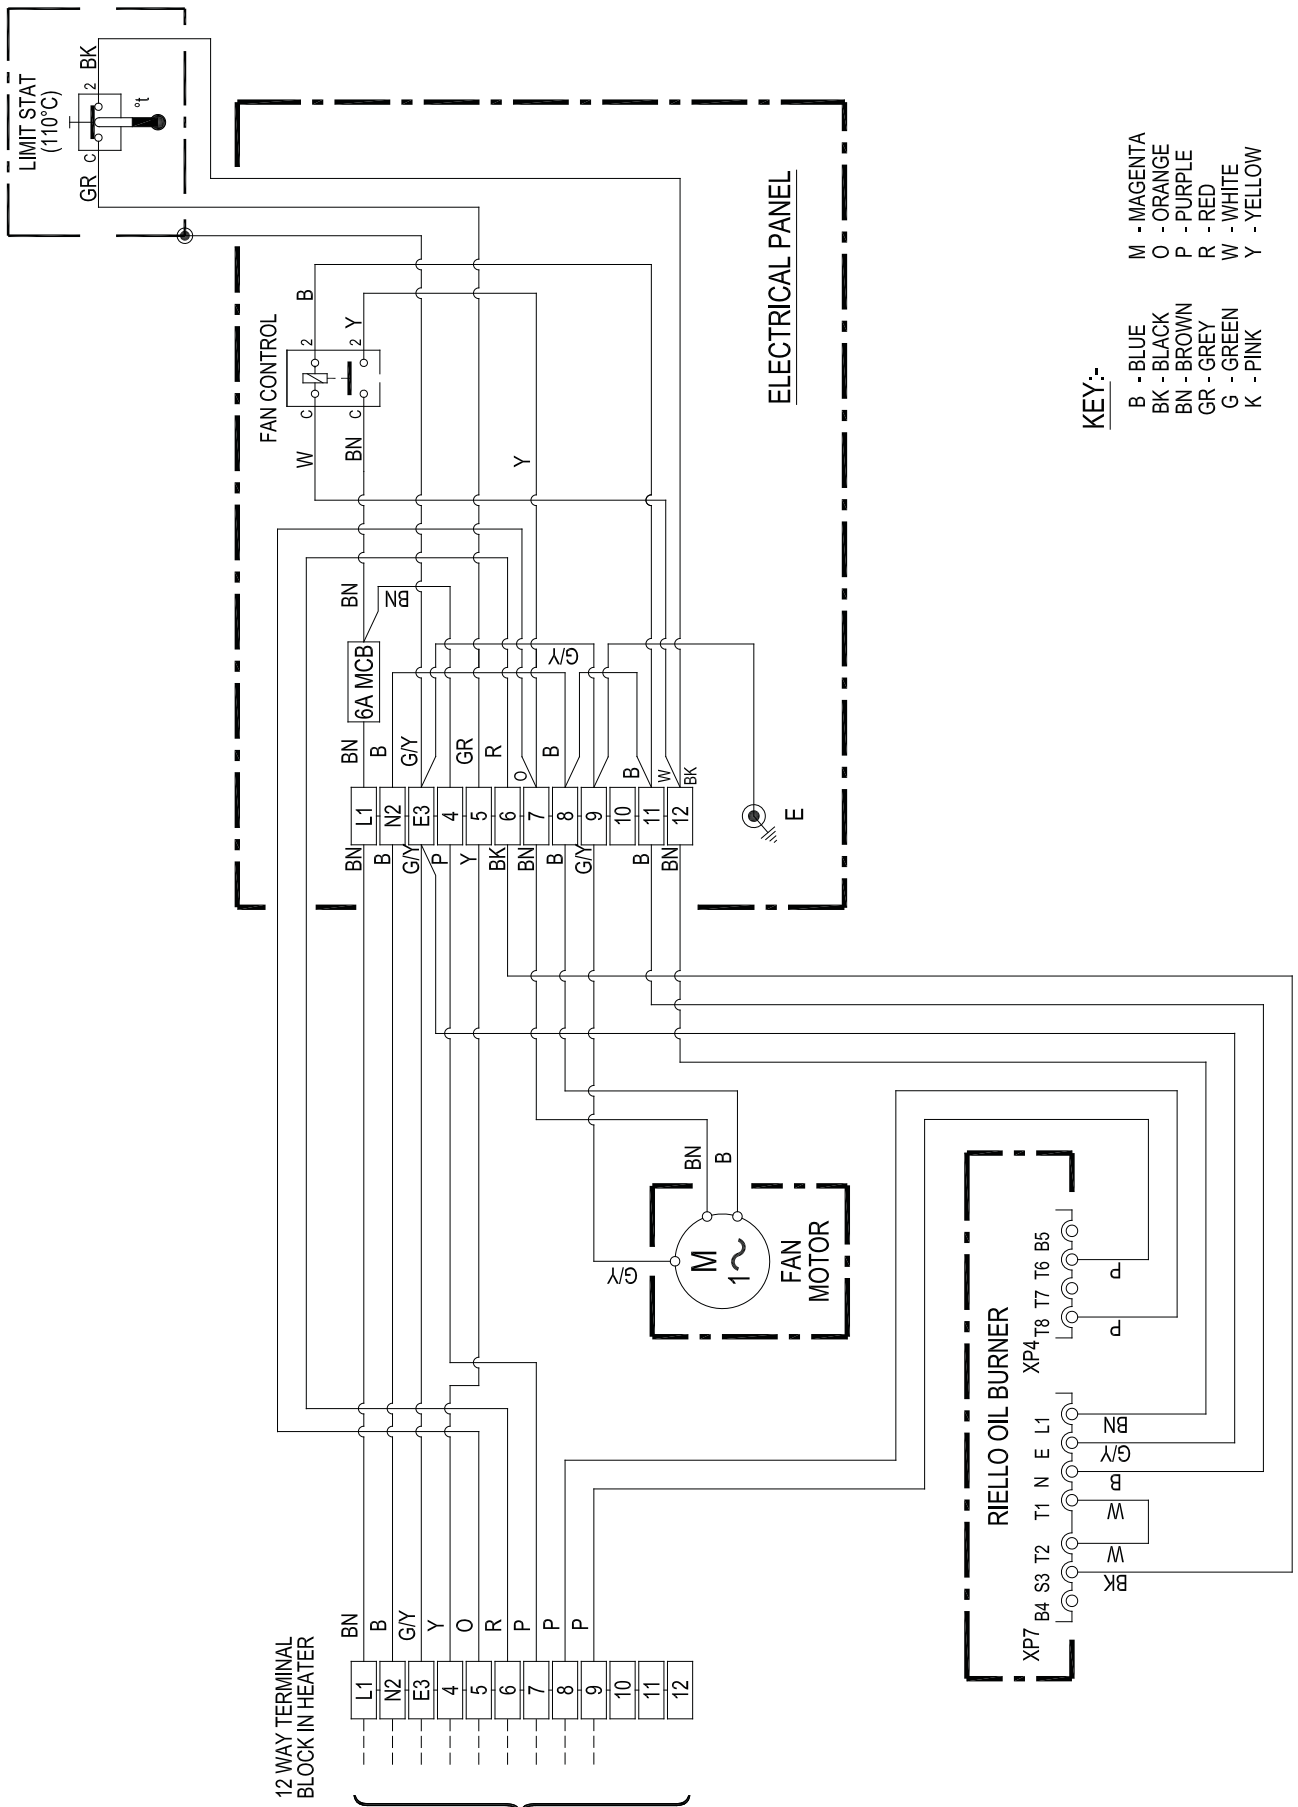 LIMIT STAT
(110°C)
GR
C
2
BK
°t
FAN CONTROL
W
C
2
B
BN
C
2
Y
Y
ELECTRICAL PANEL
BN
BN
6A MCB
G/Y
BN
B
G/Y
GR
R
O
B
B
W
BK
L1
N2
E3
4
5
6
7
8
9
10
11
12
BN
B
G/Y
P
Y
BK
BN
B
G/Y
B
BN
E
KEY:-
B - BLUE
BK - BLACK
BN - BROWN
GR - GREY
G - GREEN
K - PINK
M - MAGENTA
O - ORANGE
P - PURPLE
R - RED
W - WHITE
Y - YELLOW
BN
B
G/Y
M
1~
FAN
MOTOR
RIELLO OIL BURNER
XP4
T8 T7 T6 B5
P
P
XP7
B4 S3 T2 T1 N E L1
BK
W
W
B
G/Y
BN
12 WAY TERMINAL
BLOCK IN HEATER
BN
B
G/Y
Y
O
R
P
P
P
L1
N2
E3
4
5
6
7
8
9
10
11
12